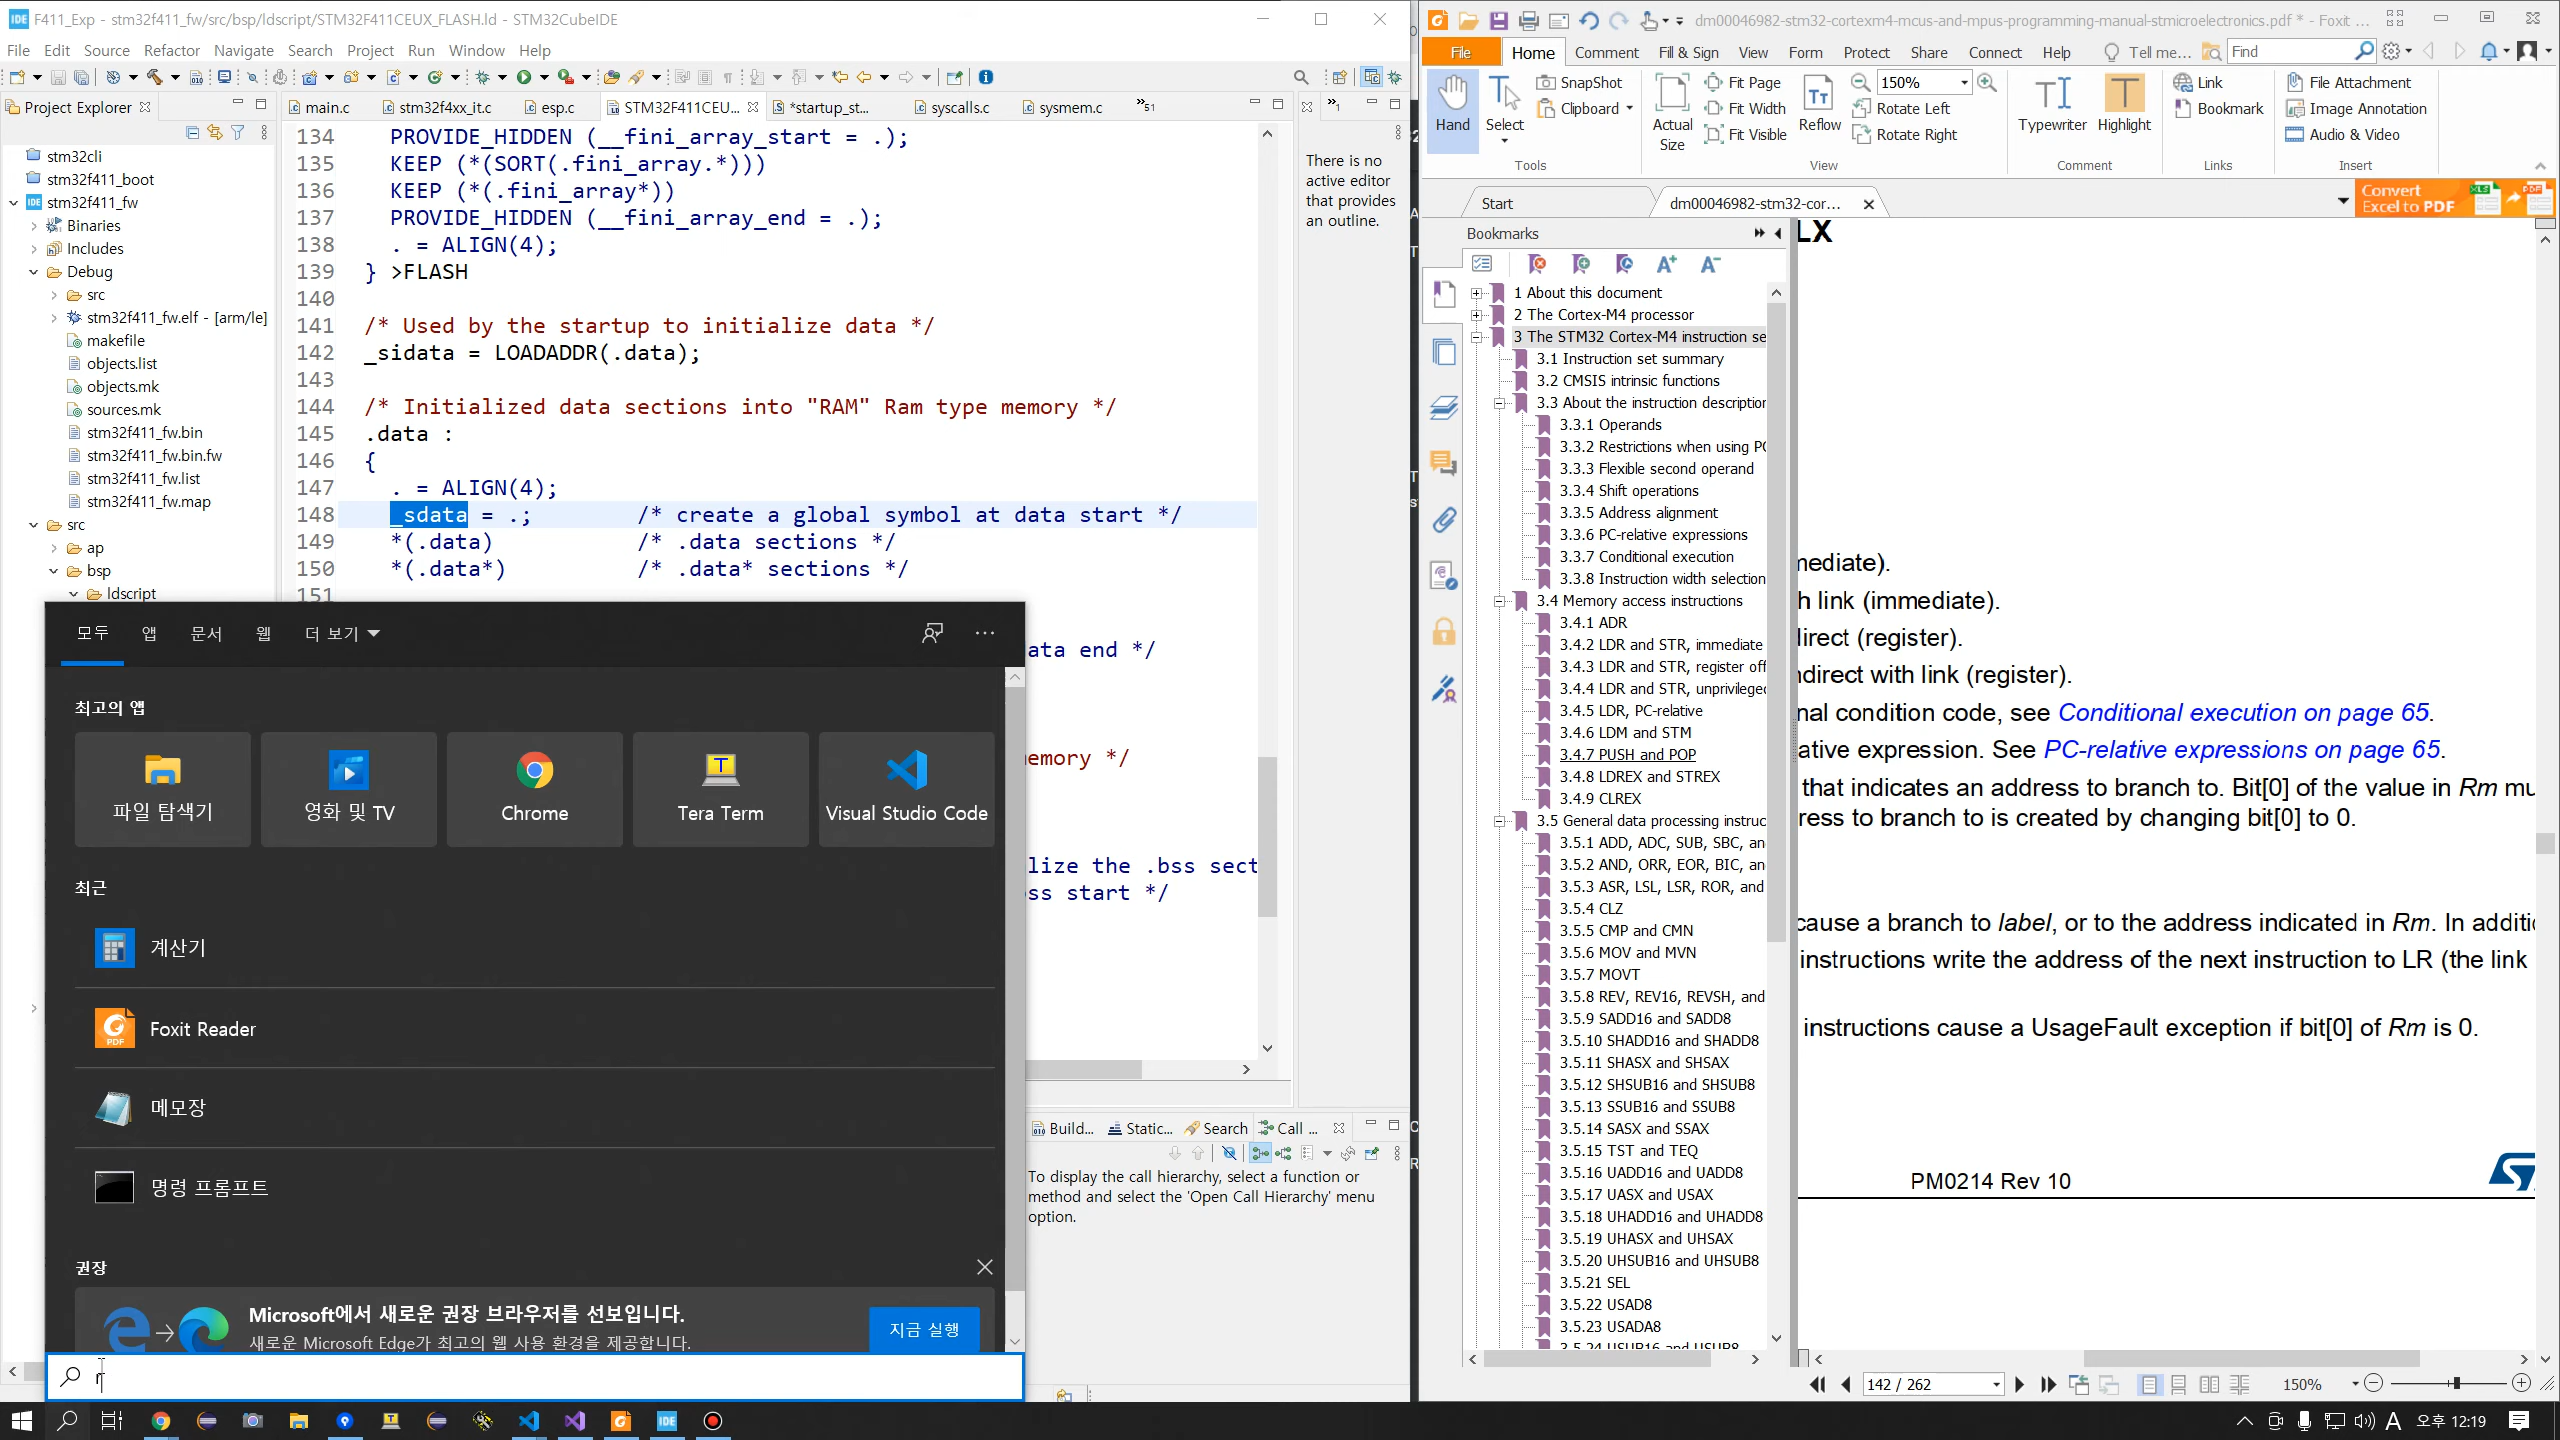 F411_Exp - stm32f411_fw/src/bsp/ldscript/STM32F411CEUX_FLASH.ld - STM32CubeIDE
File Edit Source Refactor Navigate Search Project Run Window Help
Project Explorer
stm32cli
stm32f411_boot
stm32f411_fw
Binaries
Includes
Debug
src
stm32f411_fw.elf - [arm/le]
makefile
objects.list
objects.mk
sources.mk
stm32f411_fw.bin
stm32f411_fw.bin.fw
stm32f411_fw.list
stm32f411_fw.map
src
ap
bsp
ldscript
main.c stm32f4xx_it.c esp.c STM32F411CEU... *startup_st... syscalls.c sysmem.c »51
134 PROVIDE_HIDDEN (__fini_array_start = .);
135 KEEP (*(SORT(.fini_array.*)))
136 KEEP (*(.fini_array*))
137 PROVIDE_HIDDEN (__fini_array_end = .);
138 . = ALIGN(4);
139 } >FLASH
140
141 /* Used by the startup to initialize data */
142 _sidata = LOADADDR(.data);
143
144 /* Initialized data sections into "RAM" Ram type memory */
145 .data :
146 {
147 . = ALIGN(4);
148 _sdata = .; /* create a global symbol at data start */
149 *(.data) /* .data sections */
150 *(.data*) /* .data* sections */
151
ata end */
emory */
lize the .bss sect
ss start */
»1
There is no
active editor
that provides
an outline.
Build... Static... Search Call ...
To display the call hierarchy, select a function or
method and select the 'Open Call Hierarchy' menu
option.
모두 앱 문서 웹 더 보기
최고의 앱
파일 탐색기
영화 및 TV
Chrome
Tera Term
Visual Studio Code
최근
계산기
Foxit Reader
메모장
명령 프롬프트
권장
Microsoft에서 새로운 권장 브라우저를 선보입니다.
새로운 Microsoft Edge가 최고의 웹 사용 환경을 제공합니다.
지금 실행
r
dm00046982-stm32-cortexm4-mcus-and-mpus-programming-manual-stmicroelectronics.pdf * - Foxit ...
File Home Comment Fill & Sign View Form Protect Share Connect Help Tell me... Find
Hand
Select
SnapShot
Clipboard
Tools
Actual
Size
Fit Page
Fit Width
Fit Visible
Reflow
150%
Rotate Left
Rotate Right
View
Typewriter
Highlight
Comment
Link
Bookmark
Links
File Attachment
Image Annotation
Audio & Video
Insert
Start
dm00046982-stm32-cor...
Convert
Excel to PDF
Bookmarks
1 About this document
2 The Cortex-M4 processor
3 The STM32 Cortex-M4 instruction se
3.1 Instruction set summary
3.2 CMSIS intrinsic functions
3.3 About the instruction description
3.3.1 Operands
3.3.2 Restrictions when using PC
3.3.3 Flexible second operand
3.3.4 Shift operations
3.3.5 Address alignment
3.3.6 PC-relative expressions
3.3.7 Conditional execution
3.3.8 Instruction width selection
3.4 Memory access instructions
3.4.1 ADR
3.4.2 LDR and STR, immediate
3.4.3 LDR and STR, register off
3.4.4 LDR and STR, unprivileged
3.4.5 LDR, PC-relative
3.4.6 LDM and STM
3.4.7 PUSH and POP
3.4.8 LDREX and STREX
3.4.9 CLREX
3.5 General data processing instruc
3.5.1 ADD, ADC, SUB, SBC, an
3.5.2 AND, ORR, EOR, BIC, an
3.5.3 ASR, LSL, LSR, ROR, and
3.5.4 CLZ
3.5.5 CMP and CMN
3.5.6 MOV and MVN
3.5.7 MOVT
3.5.8 REV, REV16, REVSH, and
3.5.9 SADD16 and SADD8
3.5.10 SHADD16 and SHADD8
3.5.11 SHASX and SHSAX
3.5.12 SHSUB16 and SHSUB8
3.5.13 SSUB16 and SSUB8
3.5.14 SASX and SSAX
3.5.15 TST and TEQ
3.5.16 UADD16 and UADD8
3.5.17 UASX and USAX
3.5.18 UHADD16 and UHADD8
3.5.19 UHASX and UHSAX
3.5.20 UHSUB16 and UHSUB8
3.5.21 SEL
3.5.22 USAD8
3.5.23 USADA8
3.5.24 USUB16 and USUB8
LX
mediate).
h link (immediate).
direct (register).
ndirect with link (register).
nal condition code, see Conditional execution on page 65.
ative expression. See PC-relative expressions on page 65.
that indicates an address to branch to. Bit[0] of the value in Rm mu
ress to branch to is created by changing bit[0] to 0.
cause a branch to label, or to the address indicated in Rm. In additi
instructions write the address of the next instruction to LR (the link
instructions cause a UsageFault exception if bit[0] of Rm is 0.
PM0214 Rev 10
142 / 262
150%
A 오후 12:19